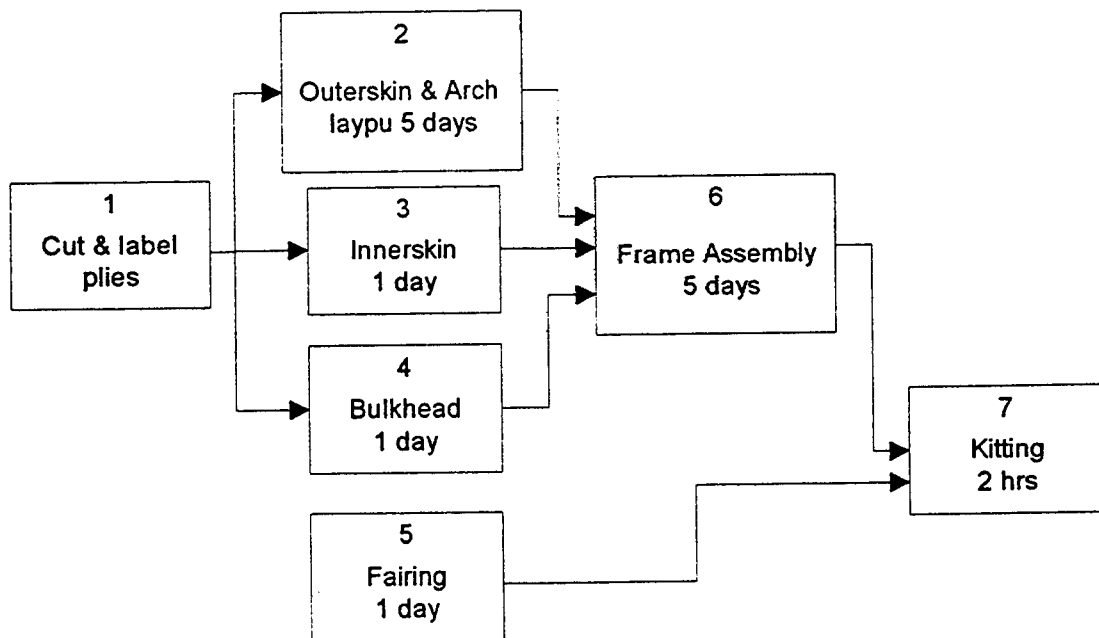 1
Cut & label
plies
2
Outerskin & Arch
laypu 5 days
3
Innerskin
1 day
4
Bulkhead
1 day
5
Fairing
1 day
6
Frame Assembly
5 days
7
Kitting
2 hrs